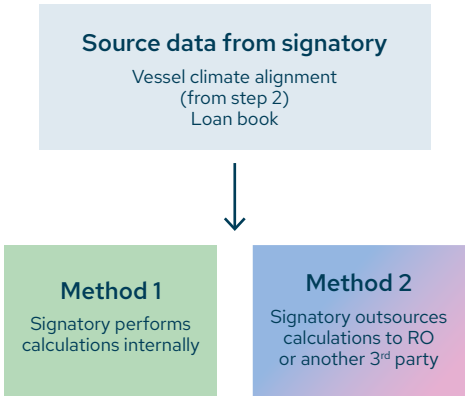 Source data from signatory
Vessel climate alignment
(from step 2)
Loan book
Method 1
Signatory performs
calculations internally
Method 2
Signatory outsources
calculations to RO
or another 3rd party